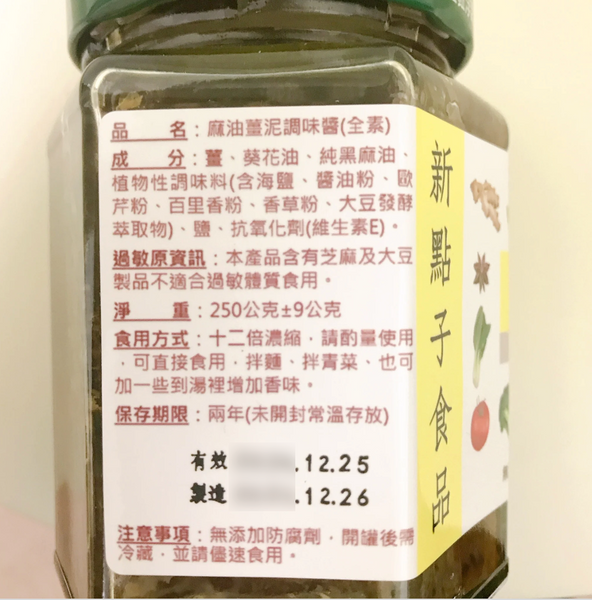 品　　名：麻油薑泥調味醬(全素)
成　　分：薑、葵花油、純黑麻油、
植物性調味料(含海鹽、醬油粉、歐
芹粉、百里香粉、香草粉、大豆發酵
萃取物)、鹽、抗氧化劑(維生素E)。
過敏原資訊：本產品含有芝麻及大豆
製品不適合過敏體質食用。
淨　　重：250公克±9公克
食用方式：十二倍濃縮，請酌量使用
，可直接食用，拌麵、拌青菜、也可
加一些到湯裡增加香味。
保存期限：兩年(未開封常溫存放)
有效 .12.25
製造 .12.26
注意事項：無添加防腐劑，開罐後需
冷藏，並請儘速食用。
新點子食品